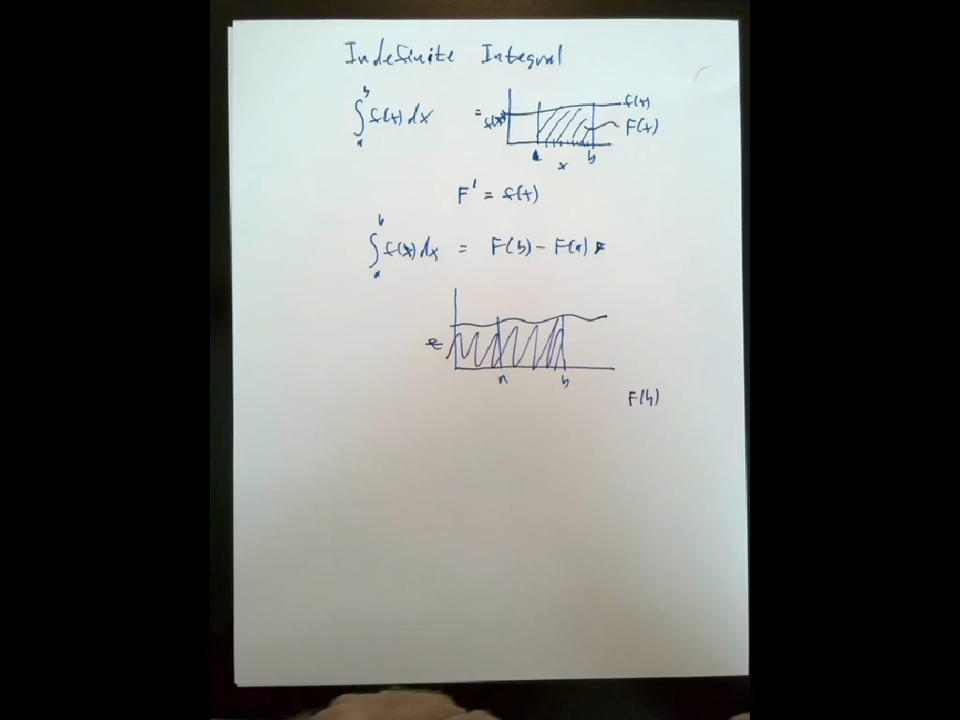 Indefinite Integral
∫ₐᵇ f(x) dx =
f(x)
f(x)
F(x)
a x b
F' = f(x)
∫ₐᵇ f(x) dx = F(b) - F(a)
a b
F(b)